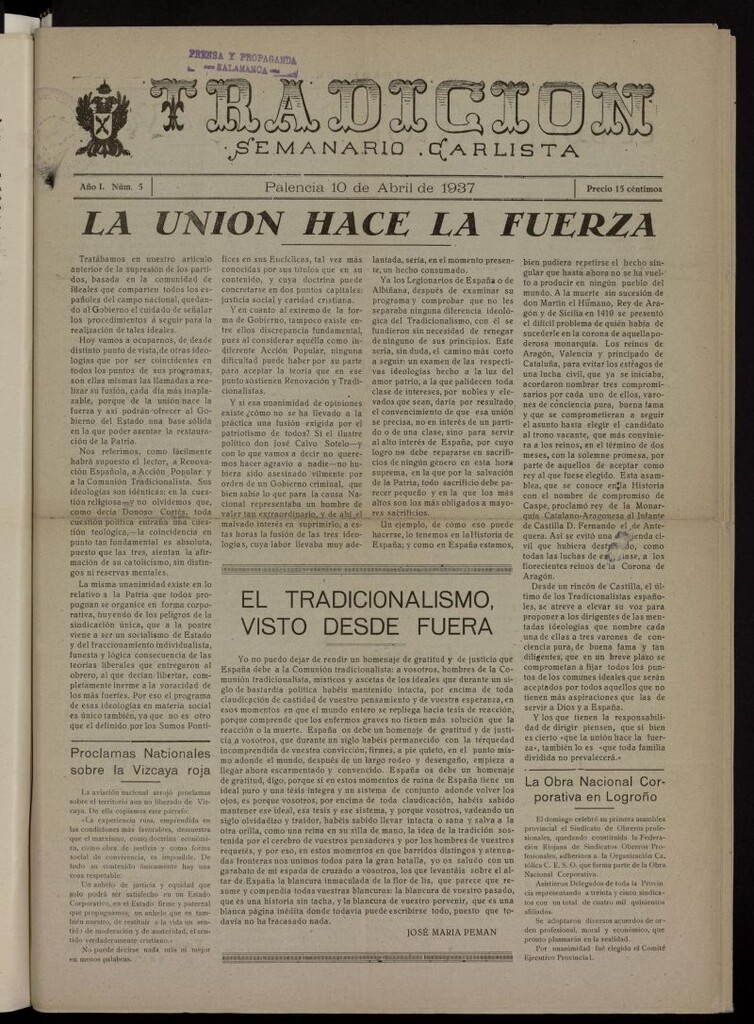 PRENSA Y PROPAGANDA
SALAMANCA
TRADICION
SEMANARIO CARLISTA
Año I. Núm. 5
Palencia 10 de Abril de 1937
Precio 15 céntimos
LA UNION HACE LA FUERZA
Tratábamos en nuestro artículo
anterior de la supresión de los parti-
dos, basada en la comunidad de
ideales que comparten todos los es-
pañoles del campo nacional, quedan-
do al Gobierno el cuidado de señalar
los procedimientos a seguir para la
realización de tales ideales.
Hoy vamos a ocuparnos, de desde
distinto punto de vista, de otras ideo-
logías que por ser coincidentes en
todos los puntos de sus programas,
son ellas mismas las llamadas a rea-
lizar su fusión, cada día más inapla-
zable, porque de la unión nace la
fuerza y así podrán ofrecer al Go-
bierno del Estado una base sólida
en la que poder asentar la restaura-
ción de la Patria.
Nos referimos, como fácilmente
habrá supuesto el lector, a Renova-
ción Española, a Acción Popular y
a la Comunión Tradicionalista. Sus
ideologías son idénticas: en la cues-
tión religiosa—y no olvidemos que,
como decía Donoso Cortés, toda
cuestión política entraña una cues-
tión teológica,— la coincidencia en
punto tan fundamental es absoluta,
puesto que las tres, sientan la afir-
mación de su catolicismo, sin distin-
gos ni reservas mentales.
La misma unanimidad existe en lo
relativo a la Patria que todos pro-
pugnan se organice en forma corpo-
rativa, huyendo de los peligros de la
sindicación única, que a la postre
viene a ser un socialismo de Estado
y del fraccionamiento individualista,
funesta y lógica consecuencia de las
teorías liberales que entregaron al
obrero, al que decían libertar, com-
pletamente inerme a la voracidad de
los más fuertes. Por eso el programa
de esas ideologías en materia social
es único también, ya que no es otro
que el definido por los Somos Pontí-
fices en sus Encíclicas, tal vez más
conocidas por sus títulos que en su
contenido, y cuya doctrina puede
concretarse en dos puntos capitales:
justicia social y caridad cristiana.
Y en cuanto al extremo de la for-
ma de Gobierno, tampoco existe en-
tre ellos discrepancia fundamental,
pues al considerar aquélla como in-
diferente Acción Popular, ninguna
dificultad puede haber por su parte
para aceptar la teoría que en ese
punto sostienen Renovación y Tradi-
cionalistas.
Y si esa unanimidad de opiniones
existe ¿cómo no se ha llevado a la
práctica una fusión exigida por el
patriotismo de todos? Si el ilustre
político don José Calvo Sotelo—y
con lo que vamos a decir no quere-
mos hacer agravio a nadie—no hu-
biera sido asesinado vilmente por
orden de un Gobierno criminal, que
bien sabía lo que para la causa Na-
cional representaba un hombre de
valer tan extraordinario, y de ahí el
malvado interés en suprimirlo, a es-
tas horas la fusión de las tres ideo-
logías, cuya labor llevaba muy ade-
lantada, sería, en el momento presen-
te, un hecho consumado.
Ya los Legionarios de España o de
Albiñana, después de examinar su
programa y comprobar que no les
separaba ninguna diferencia ideoló-
gica del Tradicionalismo, con él se
fundieron sin necesidad de renegar
de ninguno de sus principios. Este
sería, sin duda, el camino más corto
a seguir: un examen de las respecti-
vas ideologías hecho a la luz del
amor patrio, a la que palidecen toda
clase de intereses, por nobles y ele-
vados que sean, daría por resultado
el convencimiento de que esa unión
se precisa, no en interés de un parti-
do o de una clase, sino para servir
al alto interés de España, por cuyo
logro no debe repararse en sacrifi-
cios de ningún género en esta hora
suprema, en la que por la salvación
de la Patria, todo sacrificio debe pa-
recer pequeño y en la que los más
altos son los más obligados a mayo-
res sacrificios.
Un ejemplo, de cómo eso puede
hacerse, lo tenemos en la Historia de
España; y como en España estamos,
bien pudiera repetirse el hecho sin-
gular que hasta ahora no se ha vuel-
to a producir en ningún pueblo del
mundo. A la muerte sin sucesión de
don Martín el Humano, Rey de Ara-
gón y de Sicilia en 1410 se presentó
el difícil problema de quién había de
sucederle en la corona de aquella po-
derosa monarquía. Los reinos de
Aragón, Valencia y principado de
Cataluña, para evitar los estragos de
una lucha civil, que ya se iniciaba,
acordaron nombrar tres compromi-
sarios por cada uno de ellos, varo-
nes de conciencia pura, buena fama
y que se comprometieran a seguir
el asunto hasta elegir el candidato
al trono vacante, que más convinie-
ra a los reinos, en el término de dos
meses, con la solemne promesa, por
parte de aquellos de aceptar como
rey al que fuese elegido. Esta asam-
blea, que se conoce en la Historia
con el nombre de compromiso de
Caspe, proclamó rey de la Monar-
quía Catalano-Aragonesa al Infante
de Castilla D. Fernando el de Ante-
quera. Así se evitó una
civil que hubiera
todas las luchas de
florecientes reinos de la Corona de
Aragón.
Desde un rincón de Castilla, el úl-
timo de los Tradicionalistas españo-
les, se atreve a elevar su voz para
proponer a los dirigentes de las men-
tadas ideologías que nombre cada
una de ellas a tres varones de con-
ciencia pura, de buena fama y tan
diligentes, que en un breve plazo se
comprometan a fijar todos los pun-
tos de los comunes ideales que serán
aceptados por todos aquellos que no
tienen más aspiraciones que las de
servir a Dios y a España.
Y los que tienen la responsabili-
dad de dirigir piensen, que si bien
es cierto «que la unión hace la fuer-
za», también lo es «que toda familia
dividida no prevalecerá.»
EL TRADICIONALISMO,
VISTO DESDE FUERA
Yo no puedo dejar de rendir un homenaje de gratitud y de justicia que
España debe a la Comunión tradicionalista: a vosotros, hombres de la Co-
munión tradicionalista, místicos y ascetas de los ideales que durante un si-
glo de bastardía política habéis mantenido intacta, por encima de toda
claudicación de castidad de vuestro pensamiento y de vuestra esperanza, en
esos momentos en que el mundo entero se repliega hacia tesis de reacción,
porque comprende que los enfermos graves no tienen más solución que la
reacción o la muerte. España os debe un homenaje de gratitud y de justi-
cia ¡a vosotros, que durante un siglo habéis permanecido con la terquedad
incomprendida de vuestra convicción, firmes, a pie quieto, en el punto mis-
mo adonde el mundo, después de un largo rodeo y desengaño, empieza a
llegar ahora escarmentado y convencido. España os debe un homenaje
de gratitud, digo, porque si en estos momentos de ruina de España tiene un
ideal puro y una tésis íntegra y un sistema de conjunto adonde volver los
ojos, es porque vosotros, por encima de toda claudicación, habéis sabido
mantener ese ideal, esa tesis y ese sistema, y porque vosotros, vadeando un
siglo olvidadizo y traidor, habéis sabido llevar intacta o sana y salva a la
otra orilla, como una reina en su silla de mano, la idea de la tradición sos-
tenida por el cerebro de vuestros pensadores y por los hombres de vuestros
requetés, y por eso, en estos momentos en que barridos distingos y atenua-
das fronteras nos unimos todos para la gran batalla, yo os saludo con un
garabato de mi espada de cruzado a vosotros, los que levantáis sobre el al-
tar de España la blancura inmaculada de la flor de lis, que parece que re-
sume y compendia todas vuestras blancuras: la blancura de vuestro pasado,
que es una historia sin tacha, y la blancura de vuestro porvenir, que es una
blanca página inédita donde todavía puede escribirse todo, puesto que to-
davía no ha fracasado nada.
JOSÉ MARIA PEMAN
Proclamas Nacionales
sobre la Vizcaya roja
La aviación nacional arrojó proclamas
sobre el territorio aun no liberado de Viz-
caya. De ella copiamos este párrafo:
«La experiencia rusa, emprendida en
las condiciones más favorables, demuestra
que el marxismo, como doctrina económi-
ca, como obra de justicia y como forma
social de convivencia, es imposible. De
todo su contenido únicamente hay una
cosa respetable:
Un anhelo de justicia y equidad que
solo podrá ser satisfecho en un Estado
Corporativo, en el Estado firme y paternal
que propugnamos; un anhelo que es tam-
bién nuestro, de restituir a la vida un sen-
tido de moderación y de austeridad, el sen-
tido verdaderamente cristiano.»
No puede decirse nada más ni mejor
en menos palabras.
La Obra Nacional Cor-
porativa en Logroño
El domingo celebró su primera asamblea
provincial el Sindicato de Obreros profe-
sionales, quedando constituida la Federa-
ción Riojana de Sindicatos Obreros Pro-
fesionales, adheridos a la Organización Ca-
tólica C. E. S. O. que forma parte de la Obra
Nacional Corporativa.
Asistieron Delegados de toda la Provin-
cia representando a treinta y cinco sindica-
tos con un total de cuatro mil quinientos
afiliados.
Se adoptaron diversos acuerdos de or-
den profesional, moral y económico, que
pronto plasmarán en la realidad.
Por unanimidad fué elegido el Comité
Ejecutivo Provincial.